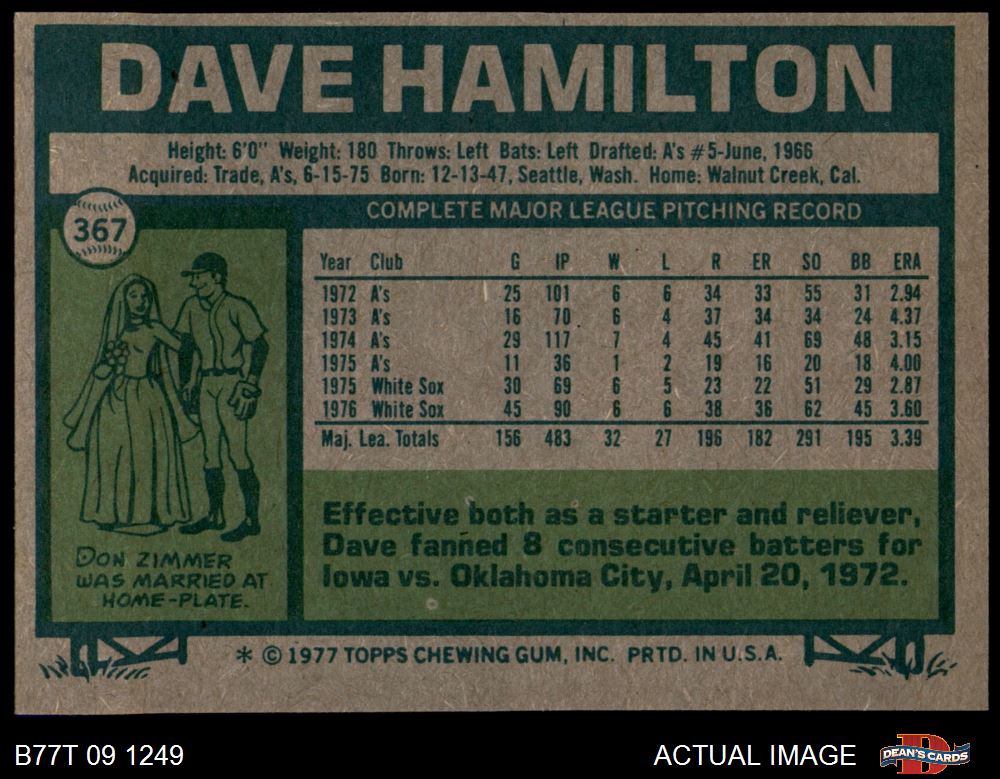 DAVE HAMILTON
Height: 6'0" Weight: 180 Throws: Left Bats: Left Drafted: A's #5-June, 1966
Acquired: Trade, A's, 6-15-75 Born: 12-13-47, Seattle, Wash. Home: Walnut Creek, Cal.
367
COMPLETE MAJOR LEAGUE PITCHING RECORD
Year Club G IP W L R ER SO BB ERA
1972 A's 25 101 6 6 34 33 55 31 2.94
1973 A's 16 70 6 4 37 34 34 24 4.37
1974 A's 29 117 7 4 45 41 69 48 3.15
1975 A's 11 36 1 2 19 16 20 18 4.00
1975 White Sox 30 69 6 5 23 22 51 29 2.87
1976 White Sox 45 90 6 6 38 36 62 45 3.60
Maj. Lea. Totals 156 483 32 27 196 182 291 195 3.39
DON ZIMMER
WAS MARRIED AT
HOME-PLATE.
Effective both as a starter and reliever,
Dave fanned 8 consecutive batters for
Iowa vs. Oklahoma City, April 20, 1972.
* © 1977 TOPPS CHEWING GUM, INC. PRTD. IN U.S.A.
B77T 09 1249
ACTUAL IMAGE
DEAN'S CARDS